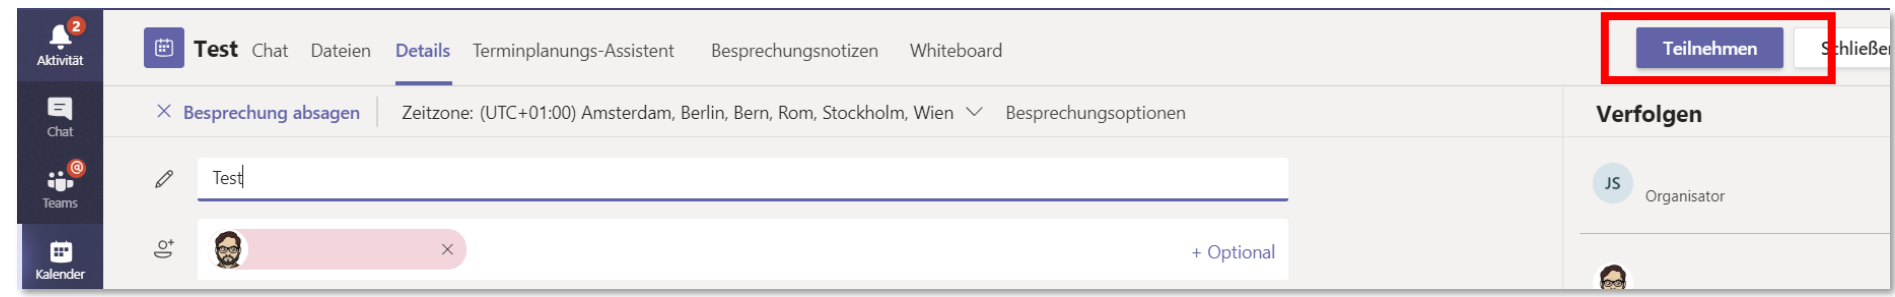 2
Aktivität
Chat
@
Teams
Kalender
Test Chat Dateien Details Terminplanungs-Assistent Besprechungsnotizen Whiteboard
Teilnehmen
Besprechung absagen Zeitzone: (UTC+01:00) Amsterdam, Berlin, Bern, Rom, Stockholm, Wien Besprechungsoptionen
Test
+ Optional
Verfolgen
JS
Organisator